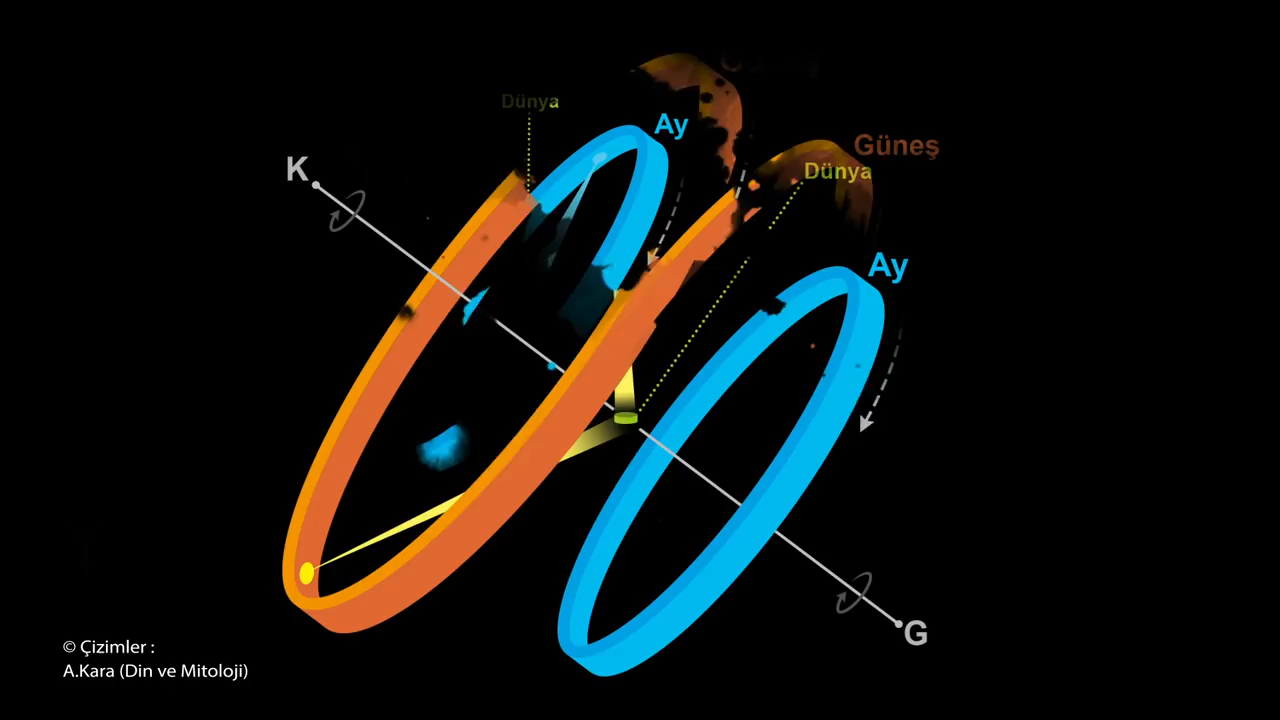 Dünya
Ay
Güneş
K
Dünya
Ay
G
© Çizimler :
A.Kara (Din ve Mitoloji)